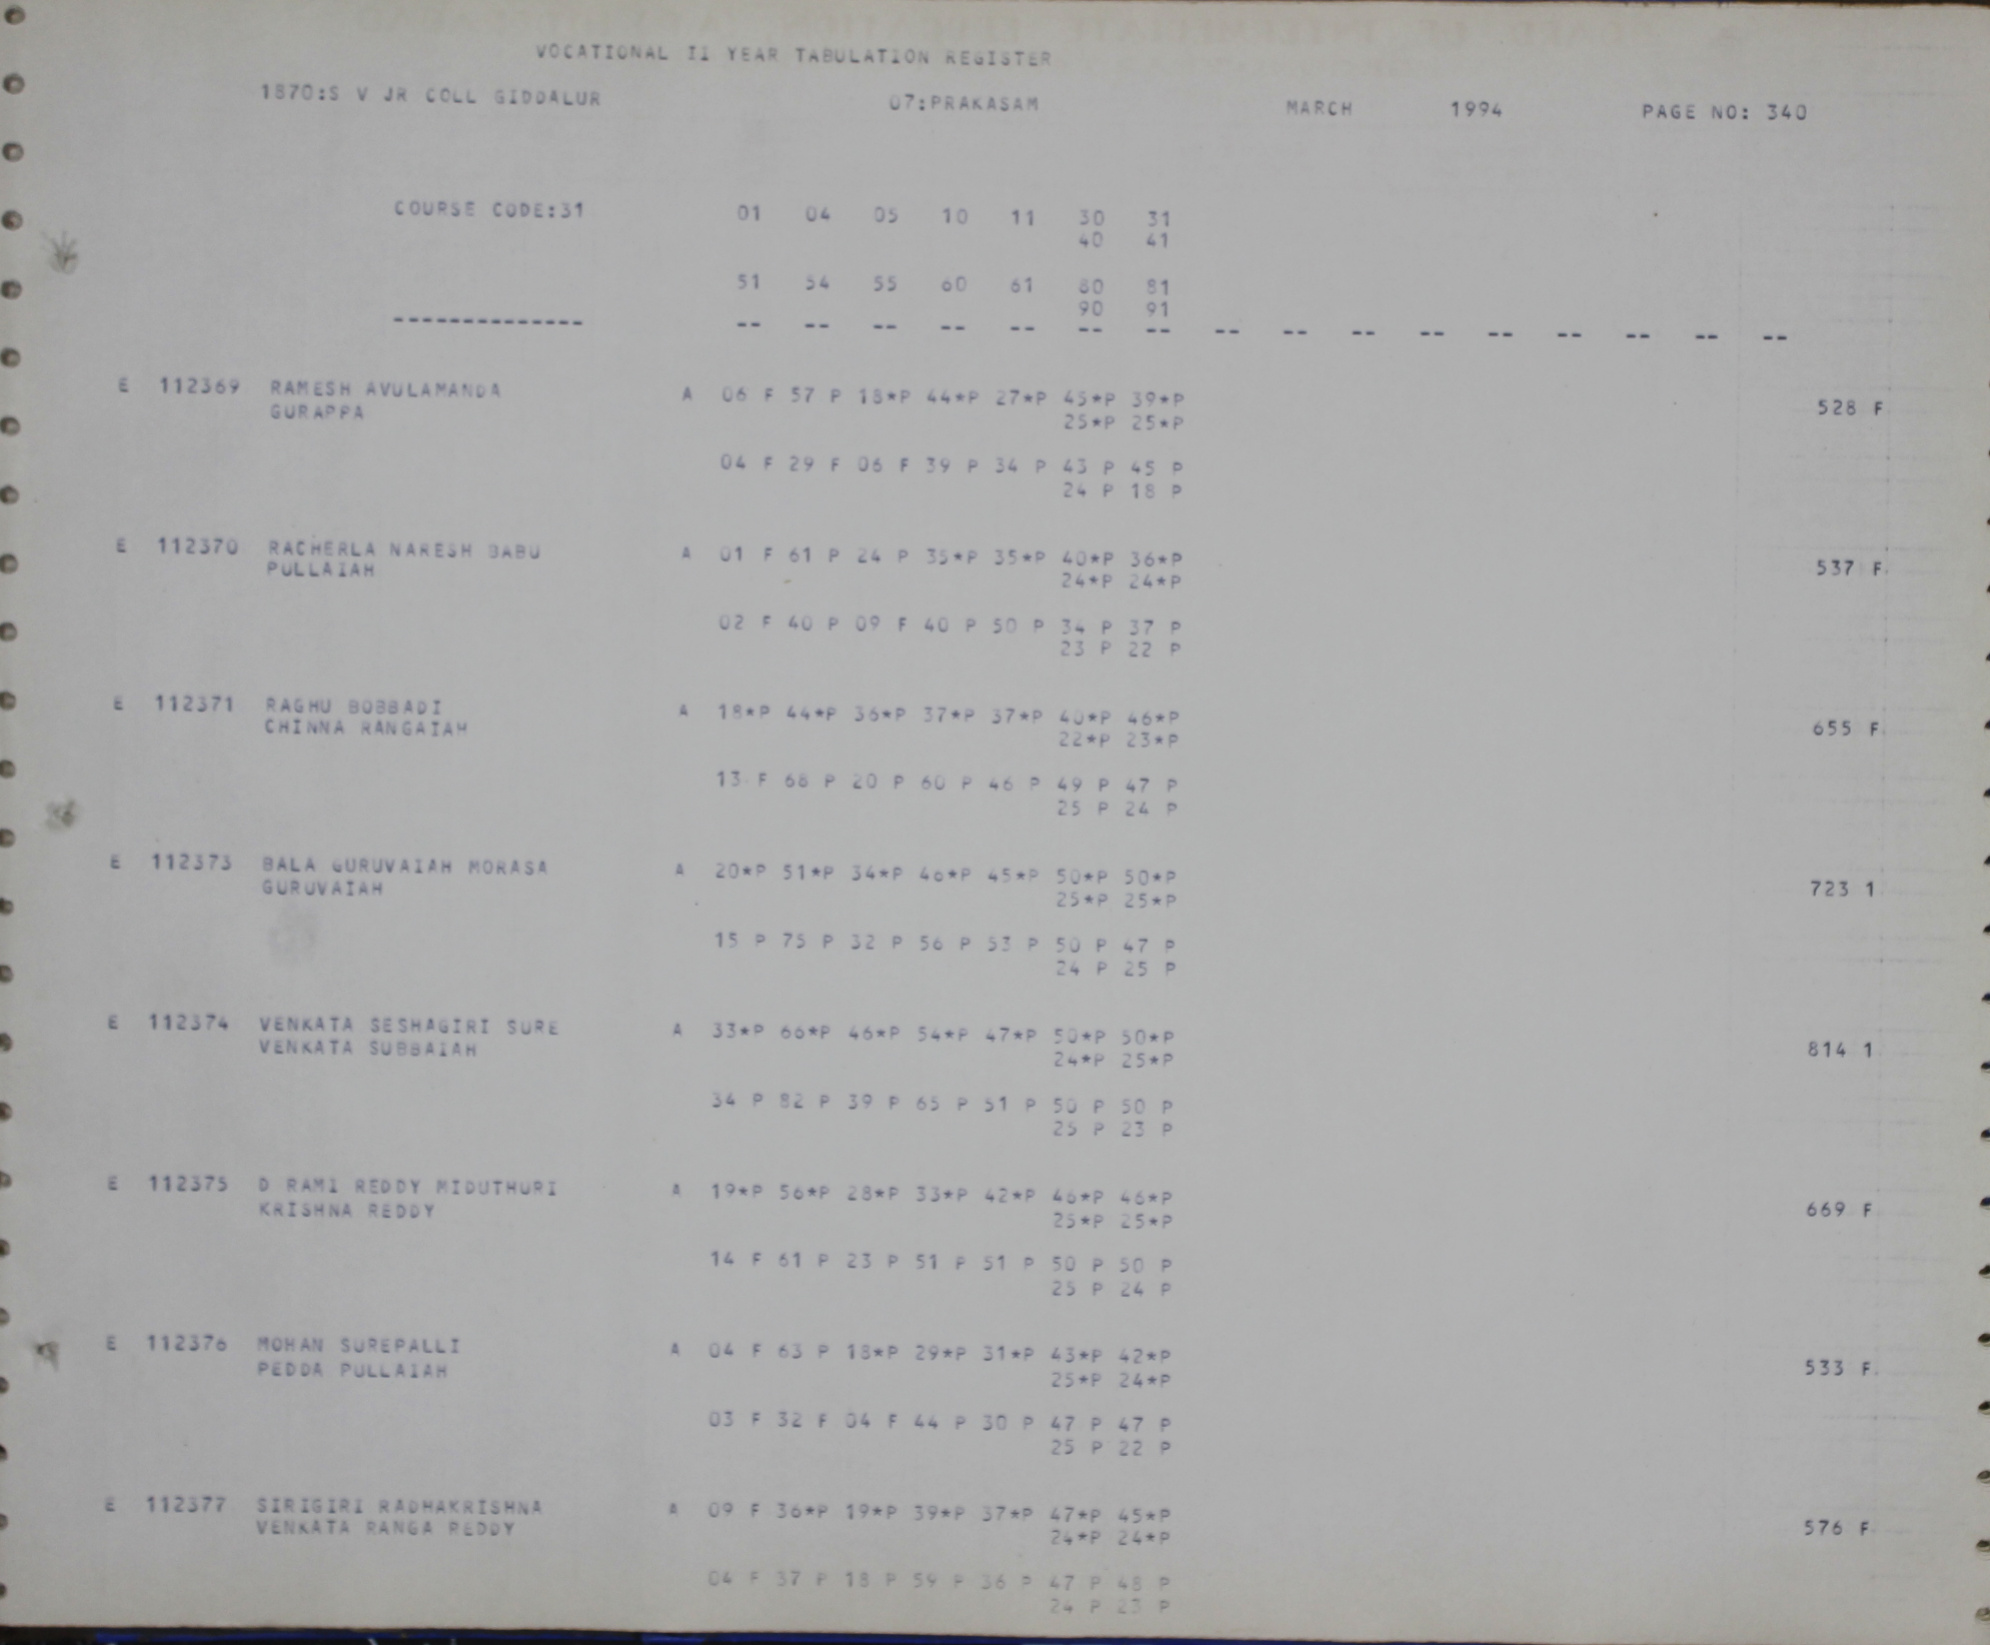 VOCATIONAL II YEAR TABULATION REGISTER
1870:S V JR COLL GIDDALUR 07:PRAKASAM MARCH 1994 PAGE NO: 340
COURSE CODE:31 01 04 05 10 11 30 31
40 41
51 54 55 60 61 80 81
90 91
-------------- -- -- -- -- -- -- -- -- -- -- -- -- -- -- -- --
E 112369 RAMESH AVULAMANDA A 06 F 57 P 18*P 44*P 27*P 45*P 39*P 528 F
GURAPPA 25*P 25*P
04 F 29 F 06 F 39 P 34 P 43 P 45 P
24 P 18 P
E 112370 RACHERLA NARESH BABU A 01 F 61 P 24 P 35*P 35*P 40*P 36*P 537 F
PULLAIAH 24*P 24*P
02 F 40 P 09 F 40 P 50 P 34 P 37 P
23 P 22 P
E 112371 RAGHU BOBBADI A 18*P 44*P 36*P 37*P 37*P 40*P 46*P 655 F
CHINNA RANGAIAH 22*P 23*P
13 F 68 P 20 P 60 P 46 P 49 P 47 P
25 P 24 P
E 112373 BALA GURUVAIAH MORASA A 20*P 51*P 34*P 46*P 45*P 50*P 50*P 723 1
GURUVAIAH 25*P 25*P
15 P 75 P 32 P 56 P 53 P 50 P 47 P
24 P 25 P
E 112374 VENKATA SESHAGIRI SURE A 33*P 66*P 46*P 54*P 47*P 50*P 50*P 814 1
VENKATA SUBBAIAH 24*P 25*P
34 P 82 P 39 P 65 P 51 P 50 P 50 P
25 P 23 P
E 112375 D RAMI REDDY MIDUTHURI A 19*P 56*P 28*P 33*P 42*P 46*P 46*P 669 F
KRISHNA REDDY 25*P 25*P
14 F 61 P 23 P 51 P 51 P 50 P 50 P
25 P 24 P
E 112376 MOHAN SUREPALLI A 04 F 63 P 18*P 29*P 31*P 43*P 42*P 533 F
PEDDA PULLAIAH 25*P 24*P
03 F 32 F 04 F 44 P 30 P 47 P 47 P
25 P 22 P
E 112377 SIRIGIRI RADHAKRISHNA A 09 F 36*P 19*P 39*P 37*P 47*P 45*P 576 F
VENKATA RANGA REDDY 24*P 24*P
04 F 37 P 18 P 59 P 36 P 47 P 48 P
24 P 23 P